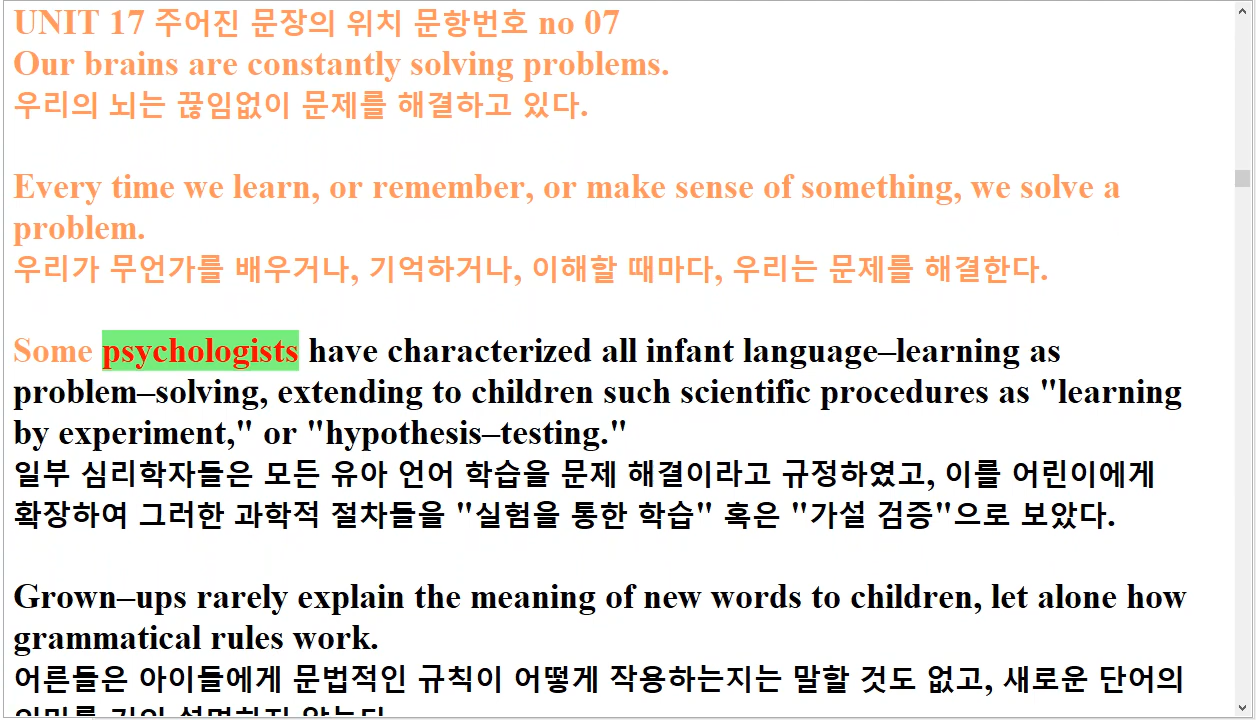 UNIT 17 주어진 문장의 위치 문항번호 no 07
Our brains are constantly solving problems.
우리의 뇌는 끊임없이 문제를 해결하고 있다.
Every time we learn, or remember, or make sense of something, we solve a
problem.
우리가 무언가를 배우거나, 기억하거나, 이해할 때마다, 우리는 문제를 해결한다.
Some psychologists have characterized all infant language–learning as
problem–solving, extending to children such scientific procedures as "learning
by experiment," or "hypothesis–testing."
일부 심리학자들은 모든 유아 언어 학습을 문제 해결이라고 규정하였고, 이를 어린이에게
확장하여 그러한 과학적 절차들을 "실험을 통한 학습" 혹은 "가설 검증"으로 보았다.
Grown–ups rarely explain the meaning of new words to children, let alone how
grammatical rules work.
어른들은 아이들에게 문법적인 규칙이 어떻게 작용하는지는 말할 것도 없고, 새로운 단어의